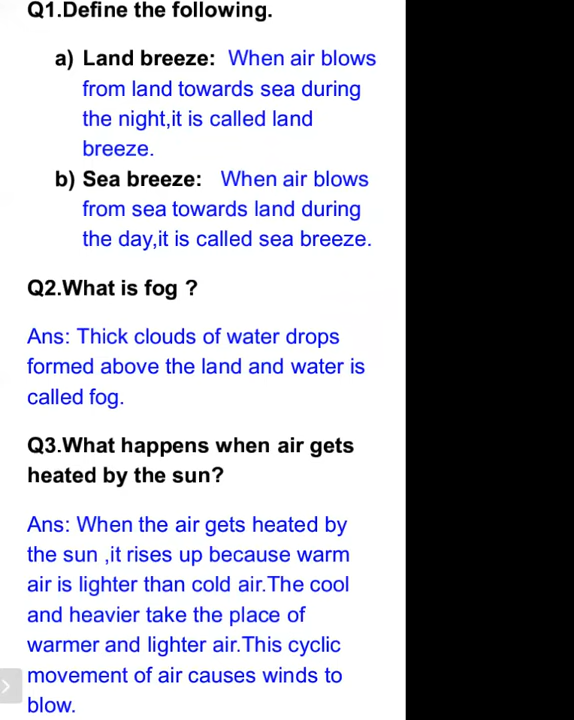 Q1.Define the following.
a) Land breeze: When air blows
from land towards sea during
the night,it is called land
breeze.
b) Sea breeze: When air blows
from sea towards land during
the day,it is called sea breeze.
Q2.What is fog ?
Ans: Thick clouds of water drops
formed above the land and water is
called fog.
Q3.What happens when air gets
heated by the sun?
Ans: When the air gets heated by
the sun ,it rises up because warm
air is lighter than cold air.The cool
and heavier take the place of
warmer and lighter air.This cyclic
movement of air causes winds to
blow.